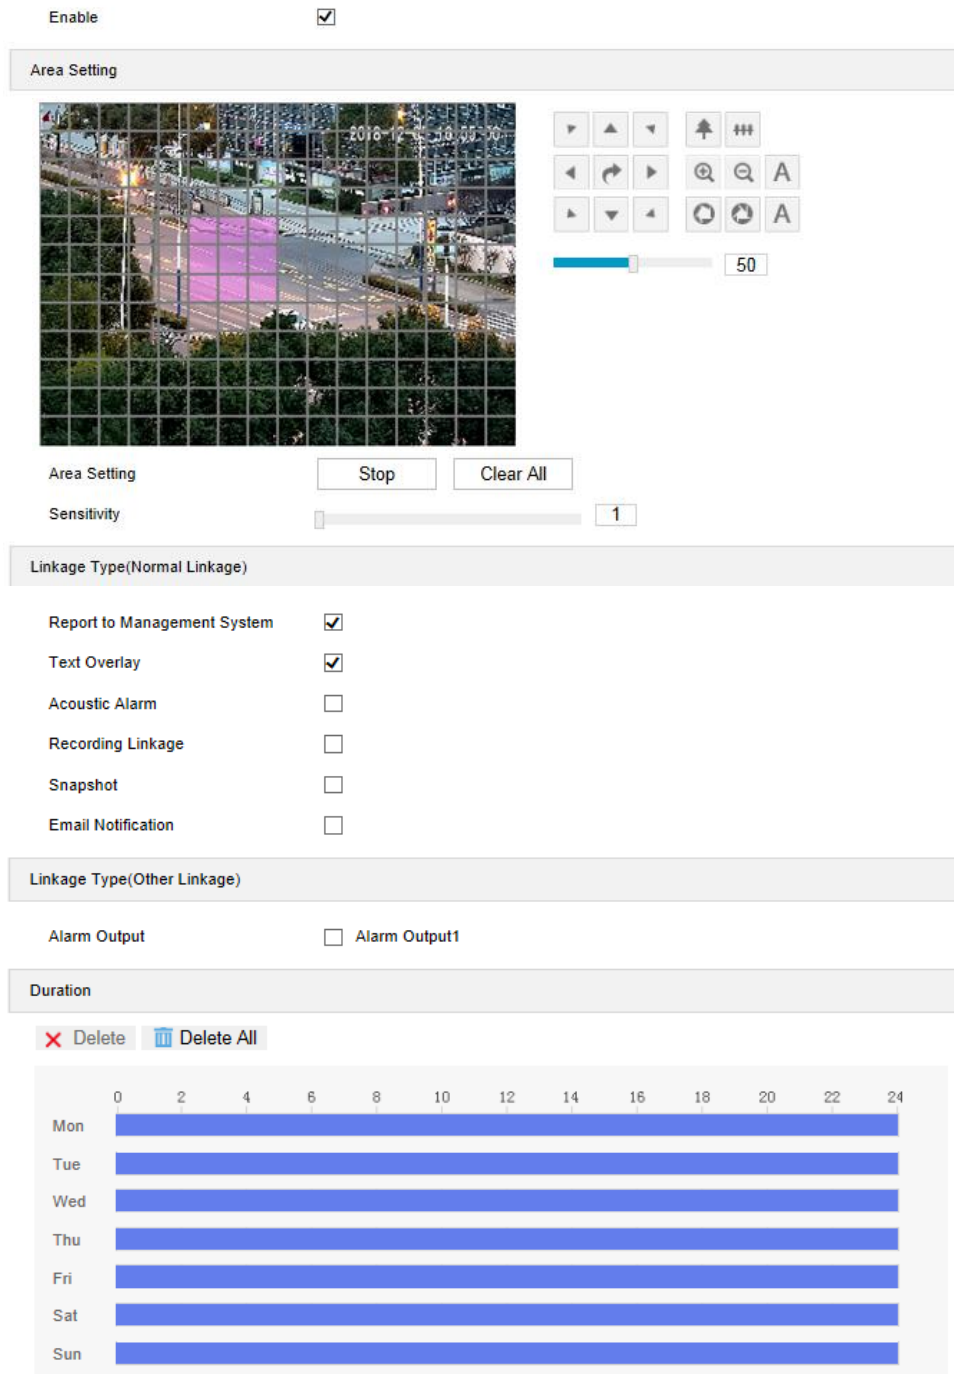 Enable
Area Setting
A
A
50
Area Setting Stop Clear All
Sensitivity 1
Linkage Type(Normal Linkage)
Report to Management System
Text Overlay
Acoustic Alarm
Recording Linkage
Snapshot
Email Notification
Linkage Type(Other Linkage)
Alarm Output Alarm Output1
Duration
Delete Delete All
0 2 4 6 8 10 12 14 16 18 20 22 24
Mon
Tue
Wed
Thu
Fri
Sat
Sun